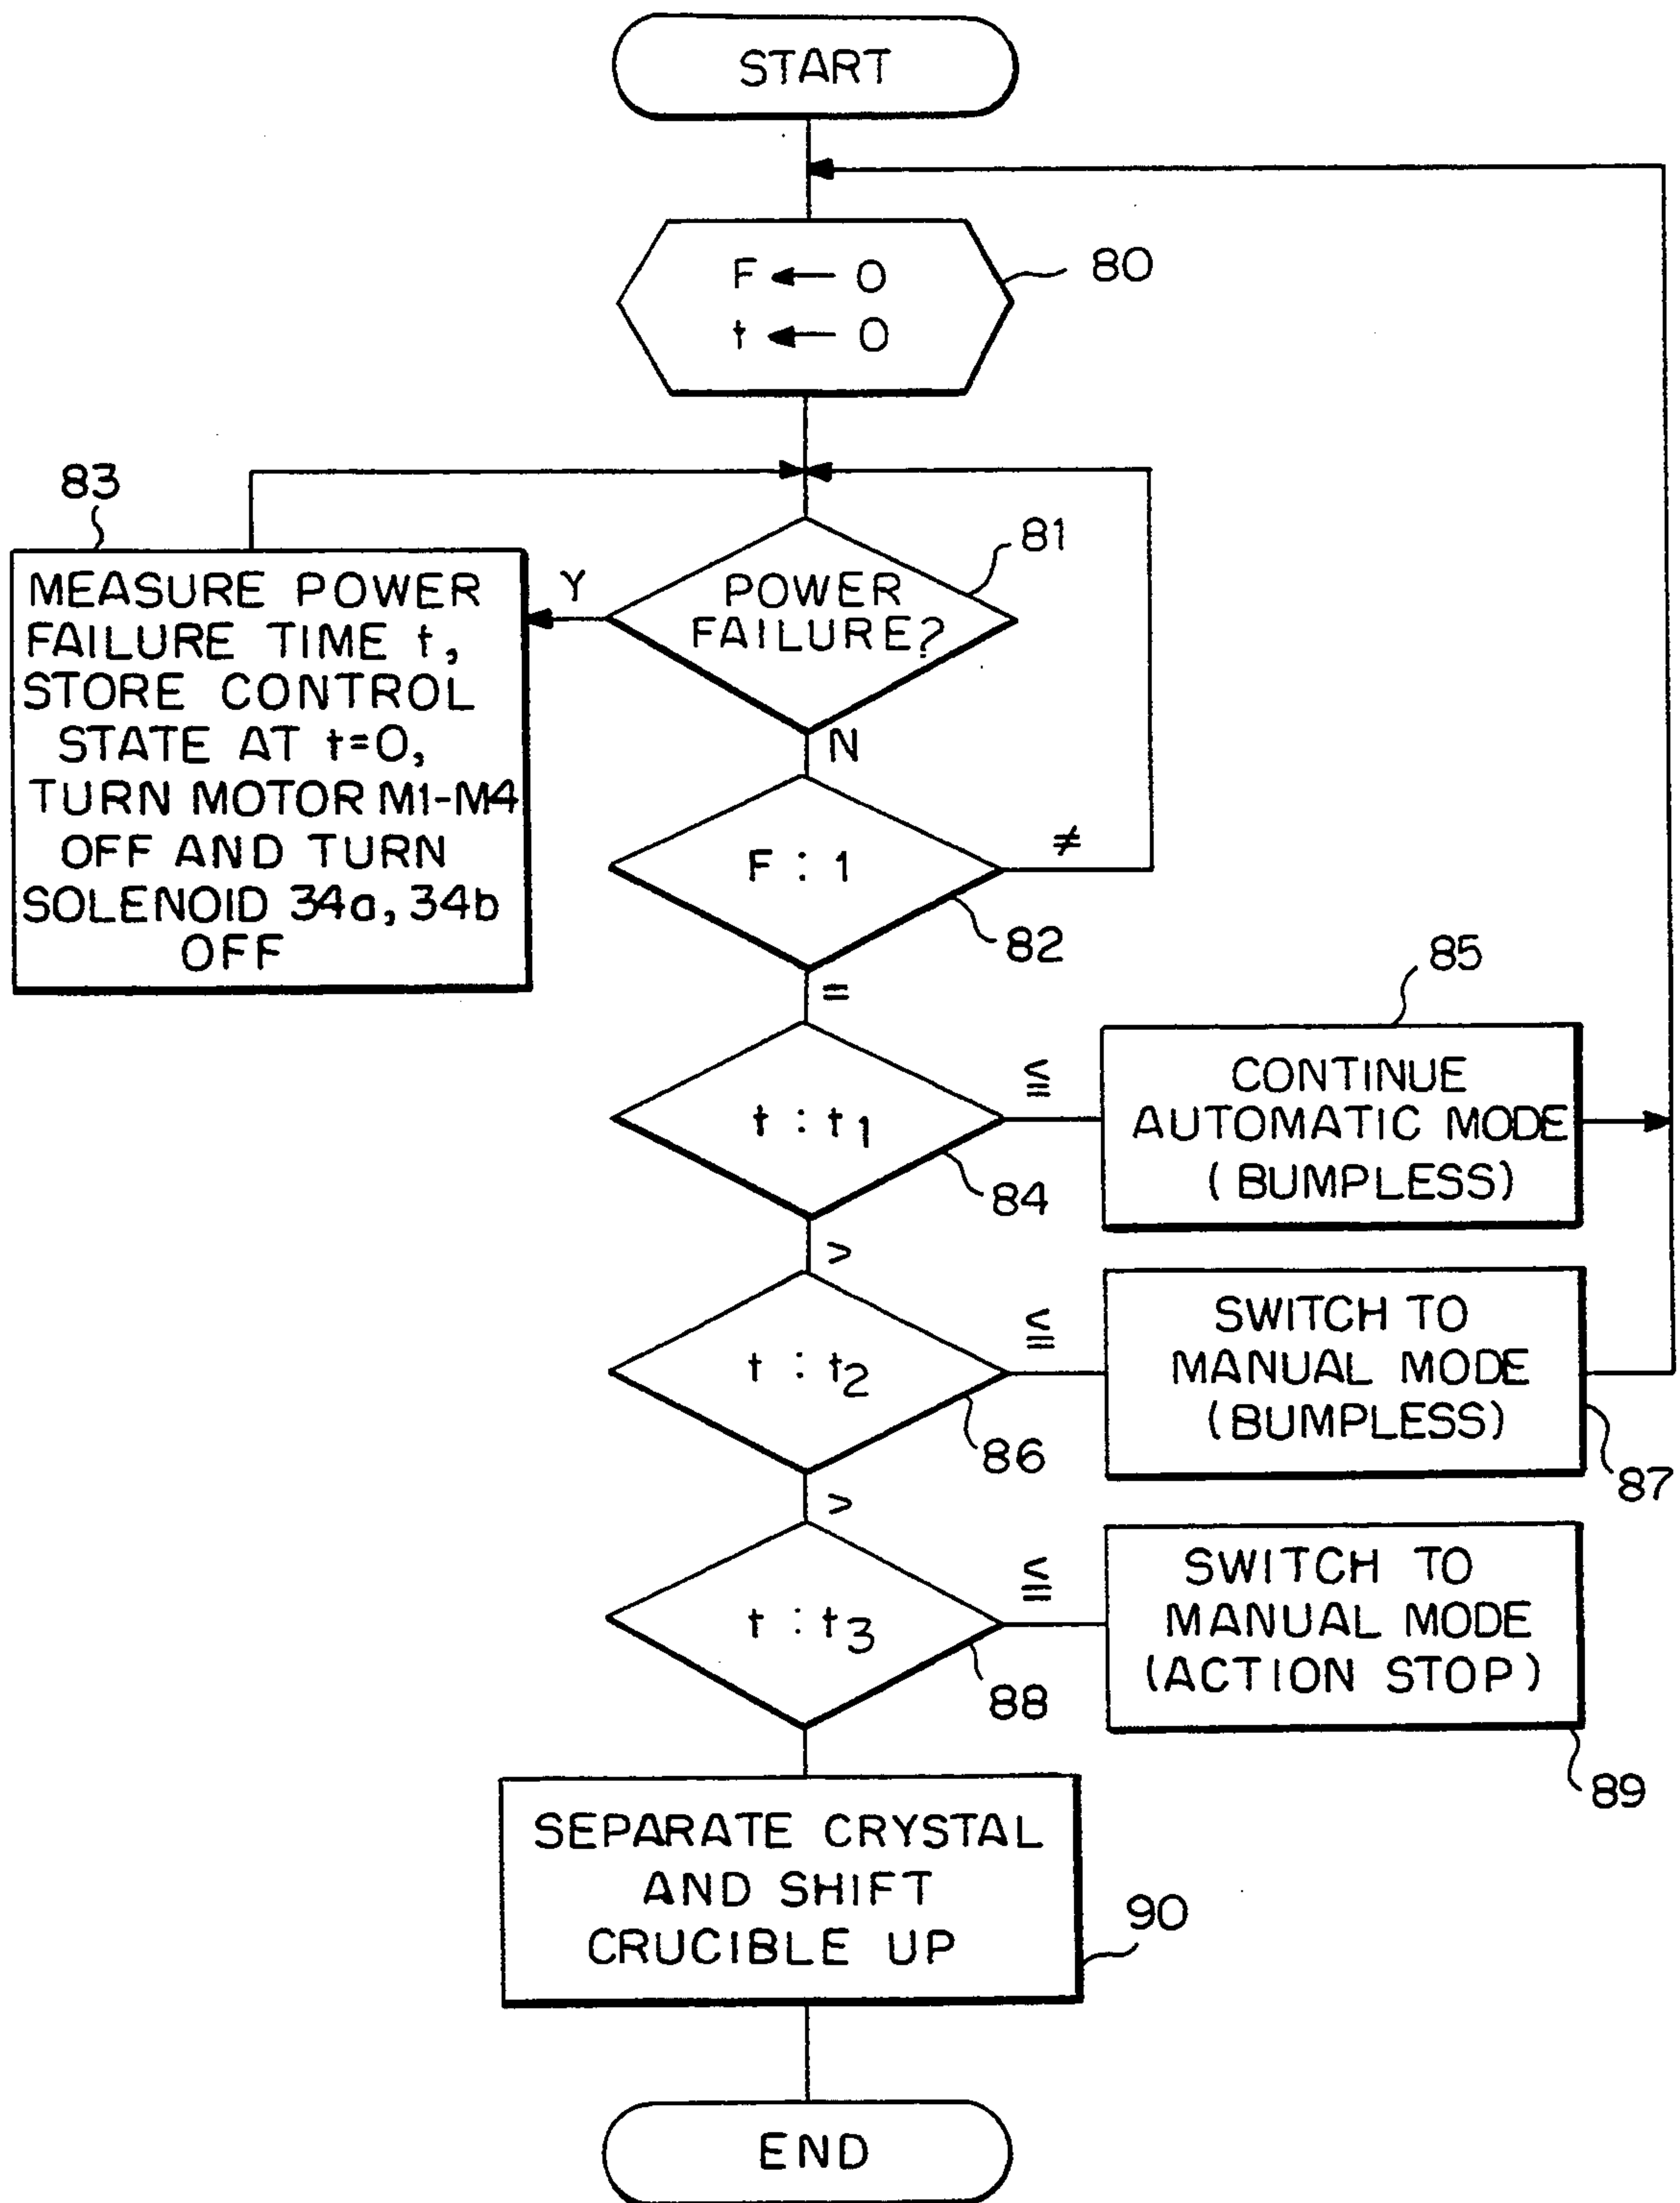 START
F ← 0
t ← 0
80
83
81
POWER
FAILURE?
Y
N
MEASURE POWER
FAILURE TIME t,
STORE CONTROL
STATE AT t=0,
TURN MOTOR M1-M4
OFF AND TURN
SOLENOID 34a, 34b
OFF
F : 1
≠
82
=
85
t : t1
≦
CONTINUE
AUTOMATIC MODE
(BUMPLESS)
84
>
t : t2
≦
SWITCH TO
MANUAL MODE
(BUMPLESS)
86
87
>
t : t3
≦
SWITCH TO
MANUAL MODE
(ACTION STOP)
88
89
SEPARATE CRYSTAL
AND SHIFT
CRUCIBLE UP
90
END